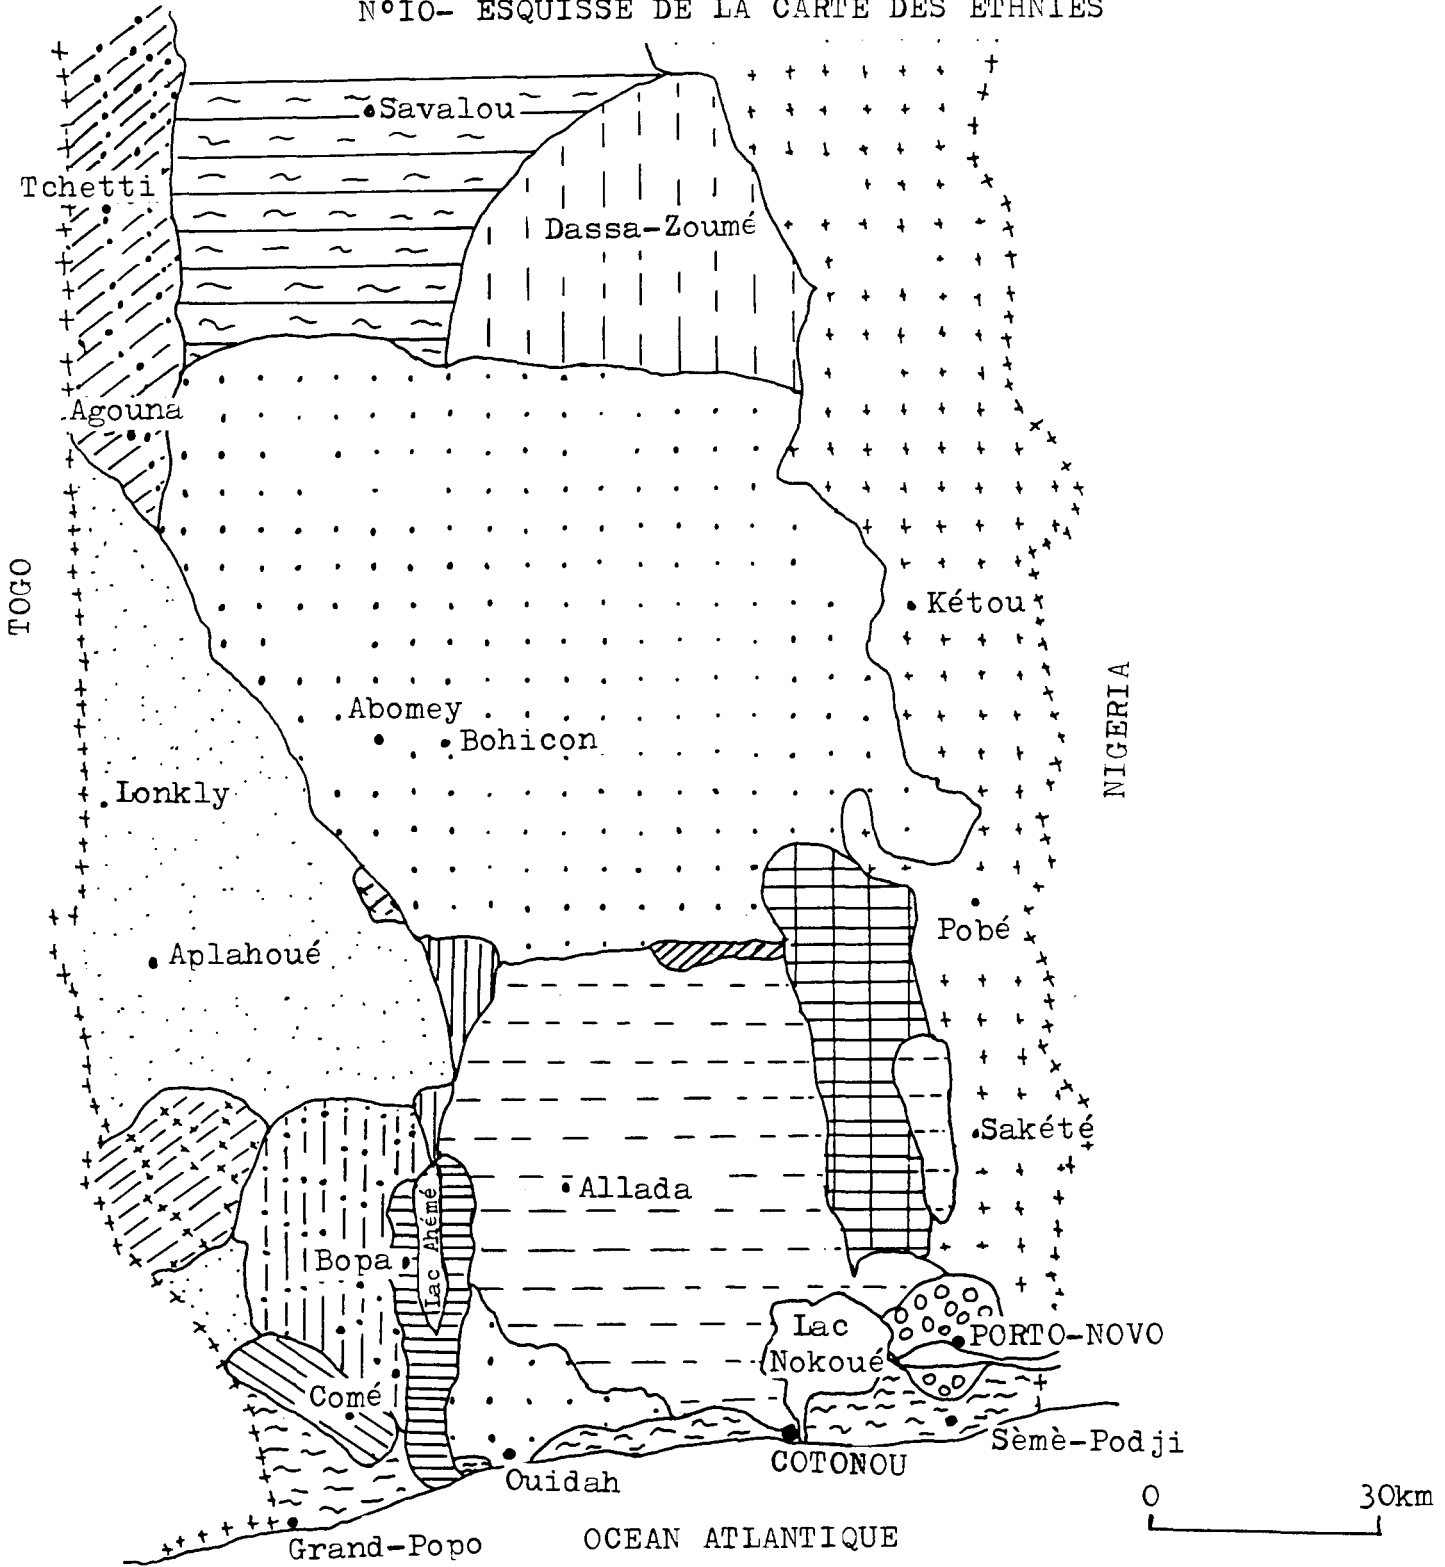 N°IO- ESQUISSE DE LA CARTE DES ETHNIES
Savalou
Tchetti
Dassa-Zoumé
Agouna
TOGO
Kétou
NIGERIA
Abomey
Bohicon
Lonkly
Pobé
Aplahoué
Sakété
Allada
Lac Ahémé
Bopa
Lac
Nokoué
PORTO-NOVO
Comé
Sèmè-Podji
COTONOU
Ouidah
0 30km
OCEAN ATLANTIQUE
Grand-Popo